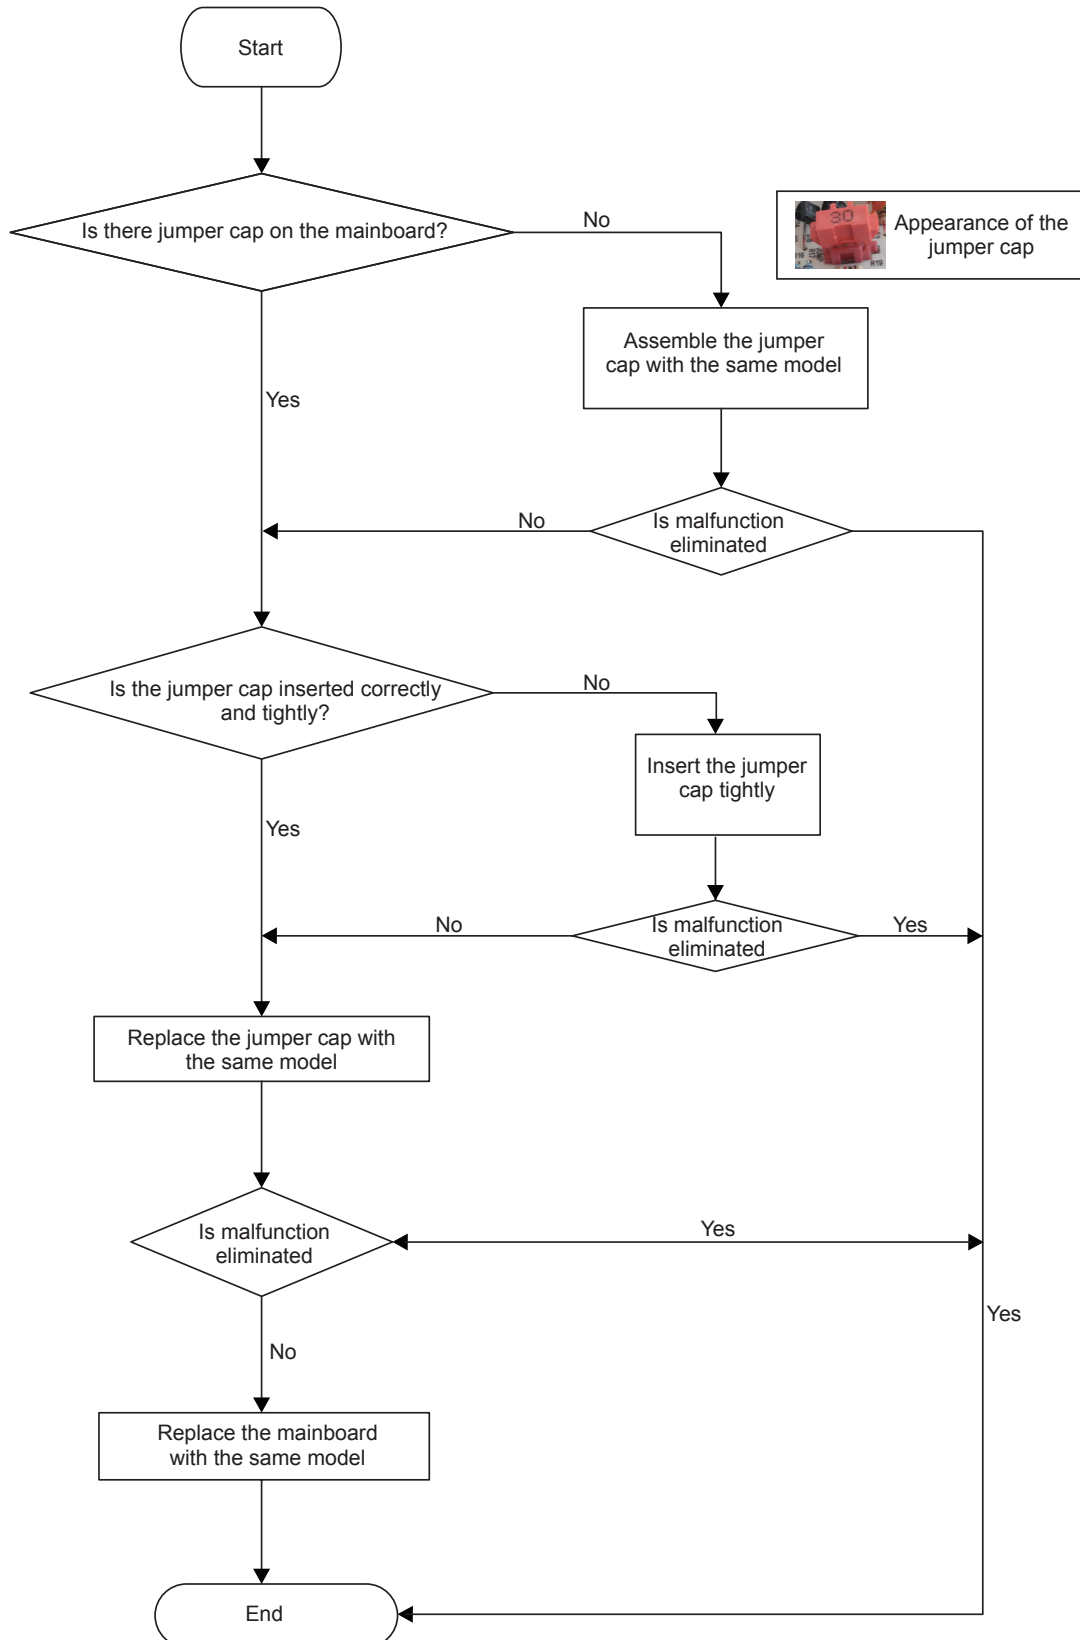 Start
Is there jumper cap on the mainboard?
No
30
R19
Appearance of the
jumper cap
Assemble the jumper
cap with the same model
Yes
No
Is malfunction
eliminated
Is the jumper cap inserted correctly
and tightly?
No
Insert the jumper
cap tightly
Yes
No
Is malfunction
eliminated
Yes
Replace the jumper cap with
the same model
Is malfunction
eliminated
Yes
Yes
No
Replace the mainboard
with the same model
End